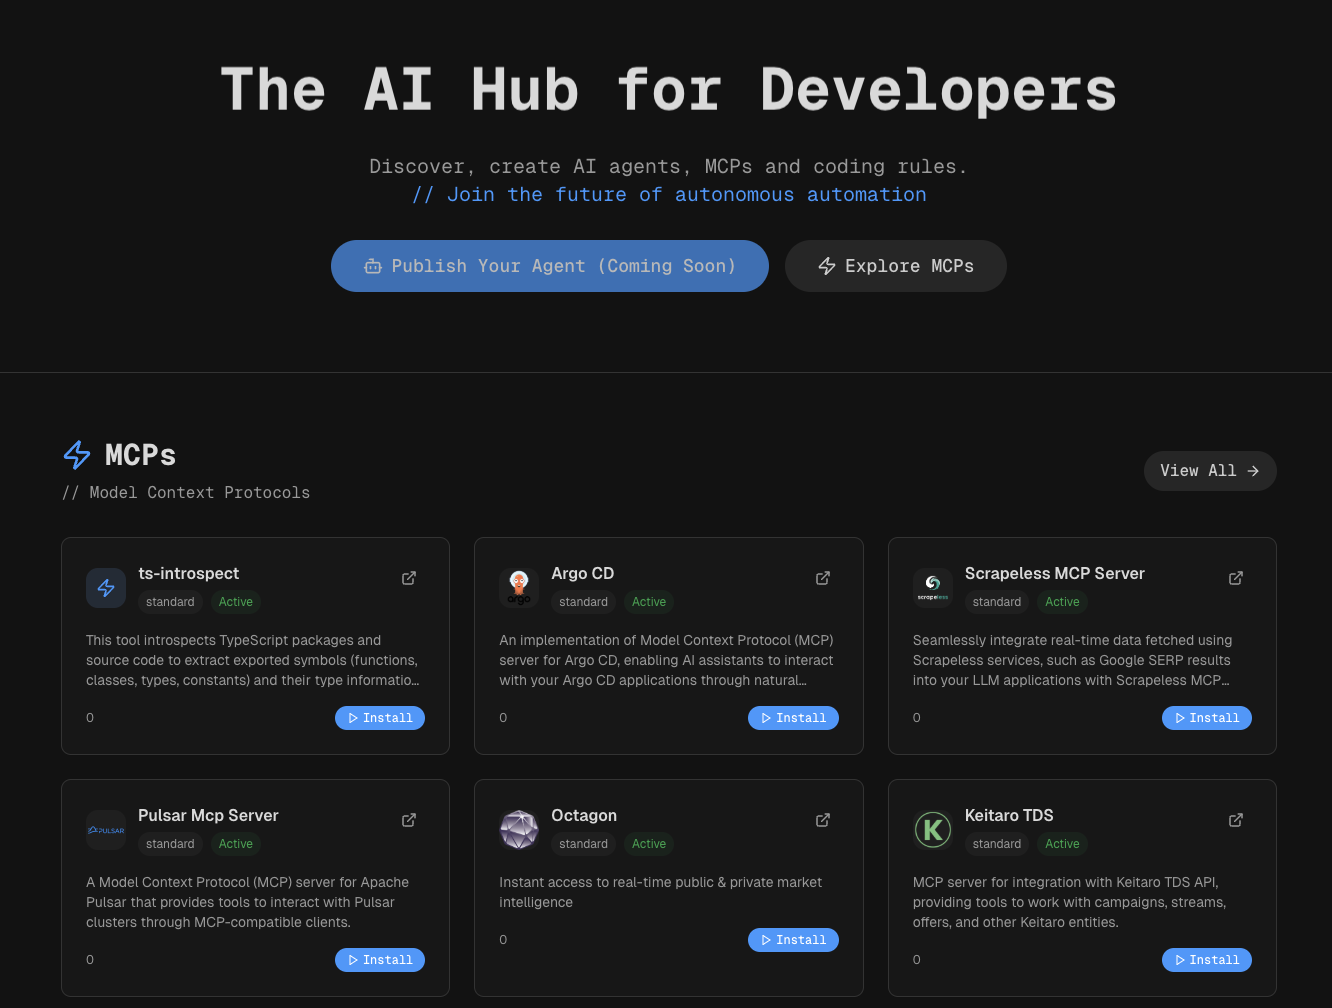 The AI Hub for Developers
Discover, create AI agents, MCPs and coding rules.
// Join the future of autonomous automation
Publish Your Agent (Coming Soon)
Explore MCPs
MCPs
// Model Context Protocols
View All →
ts-introspect
standard
Active
This tool introspects TypeScript packages and
source code to extract exported symbols (functions,
classes, types, constants) and their type informatio...
0
Install
argo
Argo CD
standard
Active
An implementation of Model Context Protocol (MCP)
server for Argo CD, enabling AI assistants to interact
with your Argo CD applications through natural...
0
Install
scrapeless
Scrapeless MCP Server
standard
Active
Seamlessly integrate real-time data fetched using
Scrapeless services, such as Google SERP results
into your LLM applications with Scrapeless MCP...
0
Install
PULSAR
Pulsar Mcp Server
standard
Active
A Model Context Protocol (MCP) server for Apache
Pulsar that provides tools to interact with Pulsar
clusters through MCP-compatible clients.
0
Install
Octagon
standard
Active
Instant access to real-time public & private market
intelligence
0
Install
K
Keitaro TDS
standard
Active
MCP server for integration with Keitaro TDS API,
providing tools to work with campaigns, streams,
offers, and other Keitaro entities.
0
Install